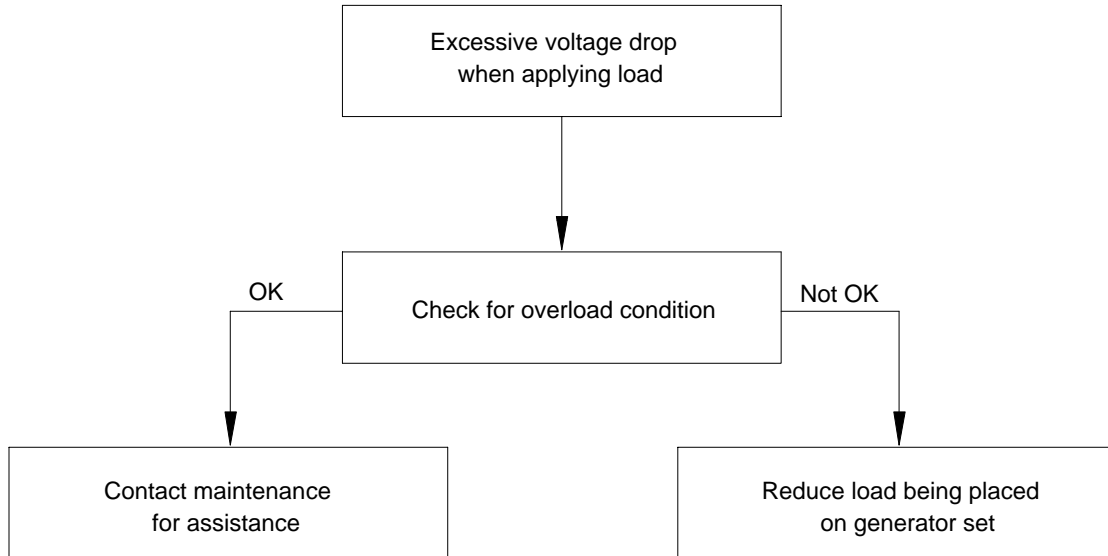 Excessive voltage drop
when applying load
Check for overload condition
OK
Not OK
Contact maintenance
for assistance
Reduce load being placed
on generator set